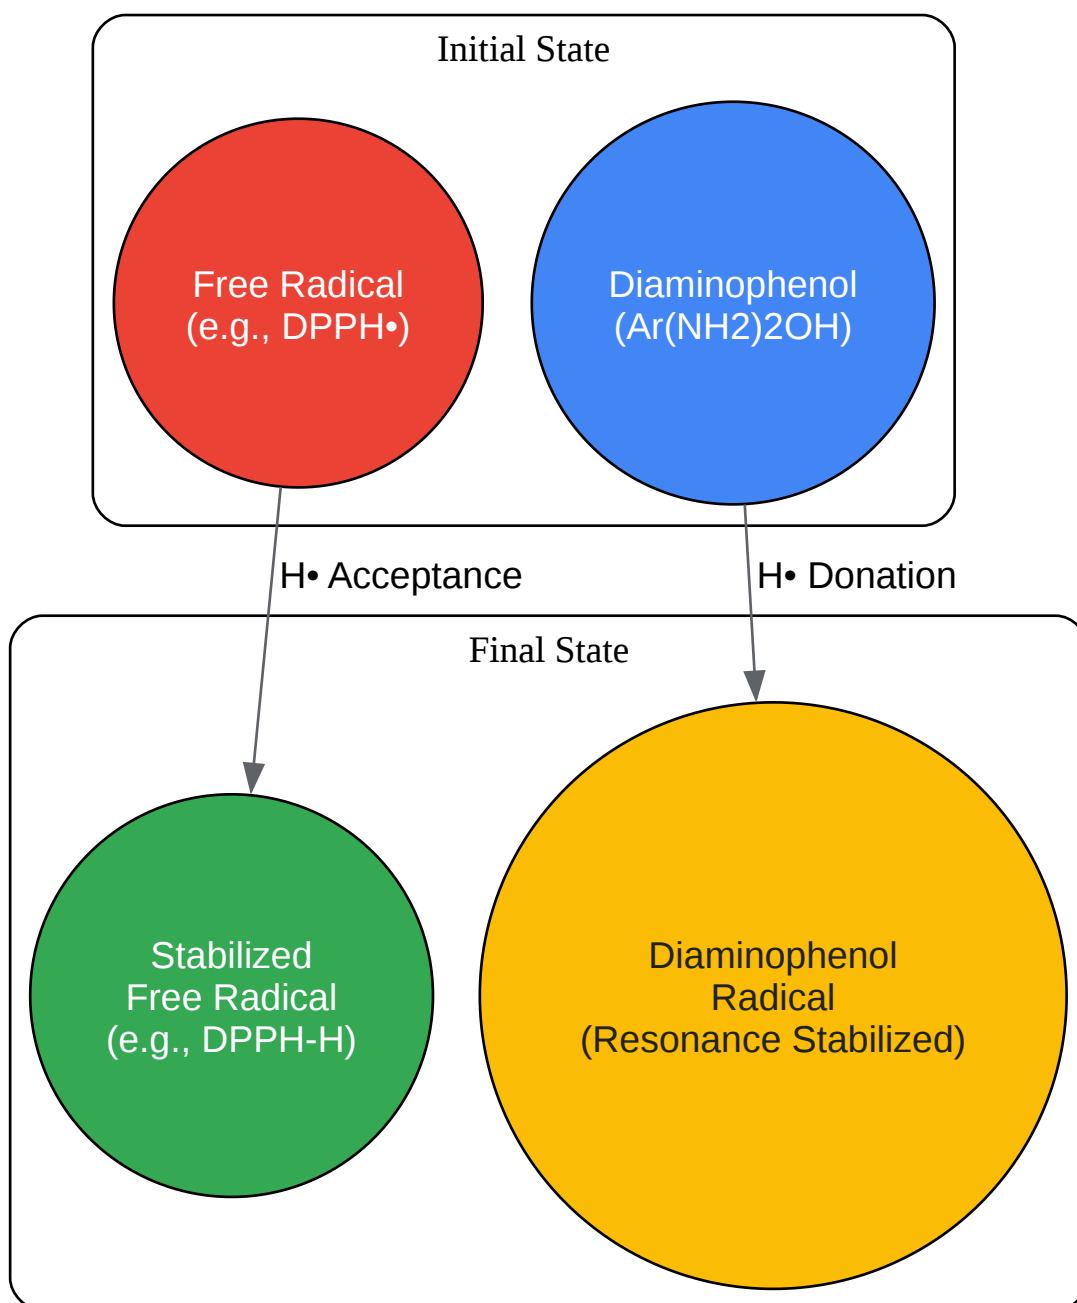 Initial State
Free Radical
(e.g., DPPH•)
Diaminophenol
(Ar(NH2)2OH)
H• Acceptance
H• Donation
Final State
Stabilized
Free Radical
(e.g., DPPH-H)
Diaminophenol
Radical
(Resonance Stabilized)